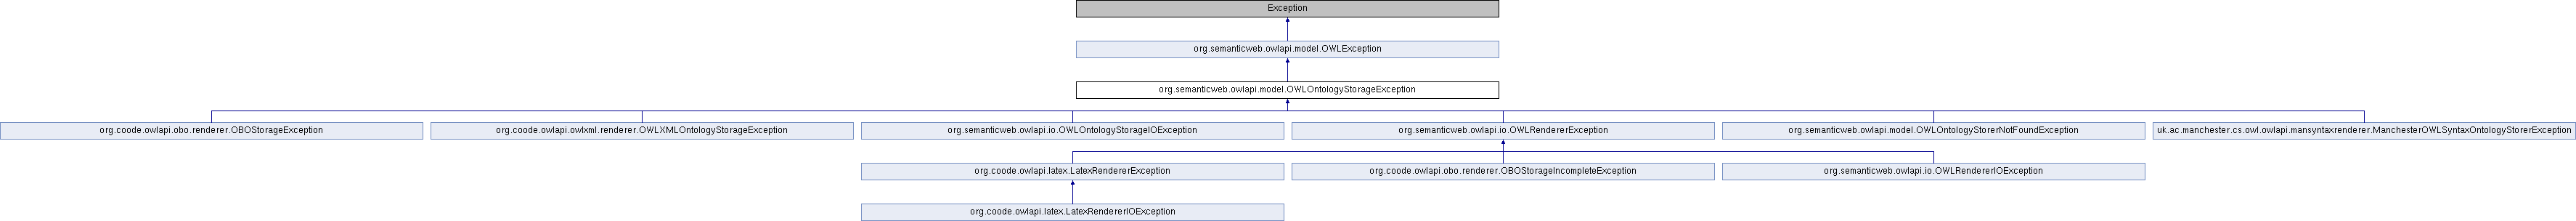 Exception
org.semanticweb.owlapi.model.OWLException
org.semanticweb.owlapi.model.OWLOntologyStorageException
org.coode.owlapi.obo.renderer.OBOStorageException
org.coode.owlapi.owlxml.renderer.OWLXMLOntologyStorageException
org.semanticweb.owlapi.io.OWLOntologyStorageIOException
org.semanticweb.owlapi.io.OWLRendererException
org.semanticweb.owlapi.model.OWLOntologyStorerNotFoundException
uk.ac.manchester.cs.owl.owlapi.mansyntaxrenderer.ManchesterOWLSyntaxOntologyStorerException
org.coode.owlapi.latex.LatexRendererException
org.coode.owlapi.obo.renderer.OBOStorageIncompleteException
org.semanticweb.owlapi.io.OWLRendererIOException
org.coode.owlapi.latex.LatexRendererIOException